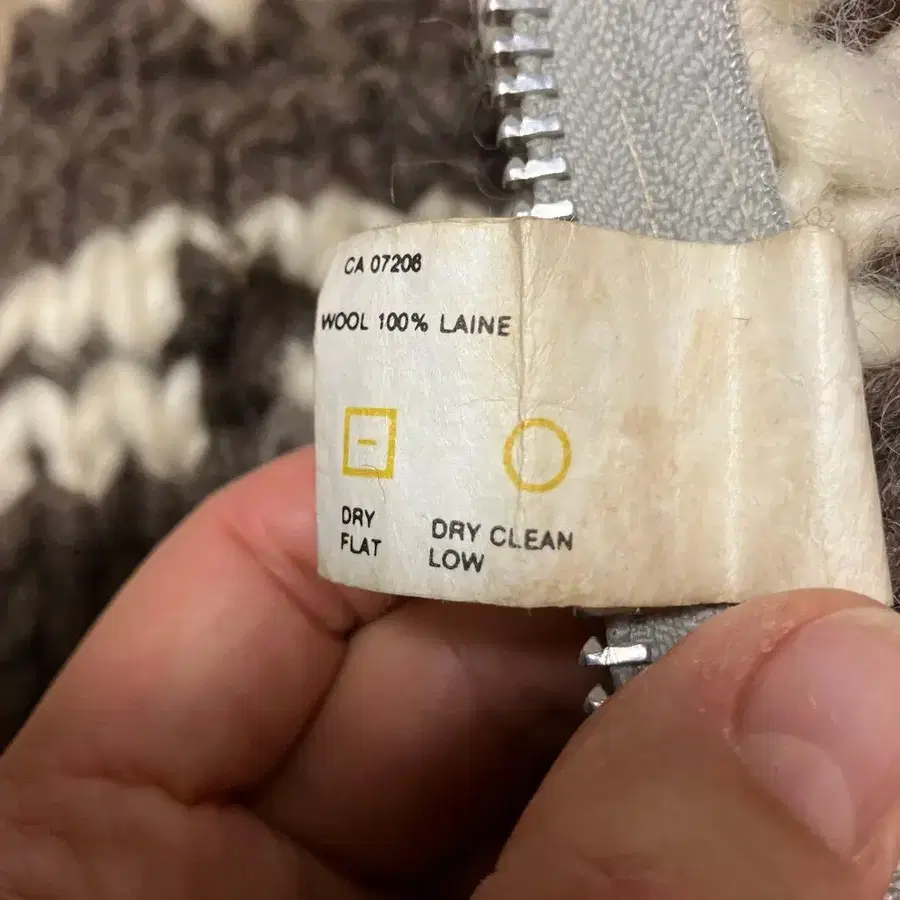 CA 07206
WOOL 100% LAINE
DRY
FLAT
DRY CLEAN
LOW